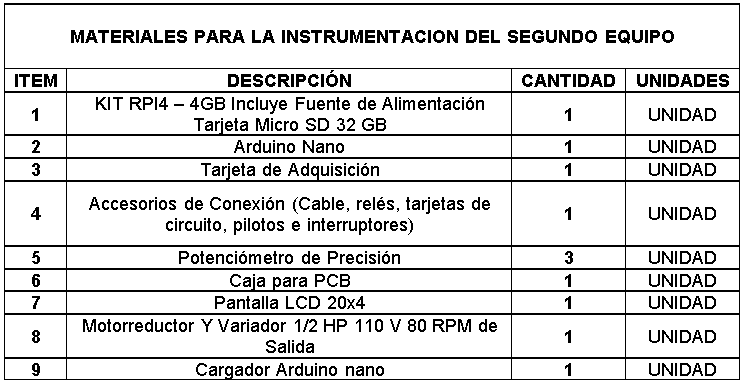 MATERIALES PARA LA INSTRUMENTACION DEL SEGUNDO EQUIPO
ITEM DESCRIPCIÓN CANTIDAD UNIDADES
1 KIT RPI4 – 4GB Incluye Fuente de Alimentación
Tarjeta Micro SD 32 GB 1 UNIDAD
2 Arduino Nano 1 UNIDAD
3 Tarjeta de Adquisición 1 UNIDAD
4 Accesorios de Conexión (Cable, relés, tarjetas de
circuito, pilotos e interruptores) 1 UNIDAD
5 Potenciómetro de Precisión 3 UNIDAD
6 Caja para PCB 1 UNIDAD
7 Pantalla LCD 20x4 1 UNIDAD
8 Motorreductor Y Variador 1/2 HP 110 V 80 RPM de
Salida 1 UNIDAD
9 Cargador Arduino nano 1 UNIDAD